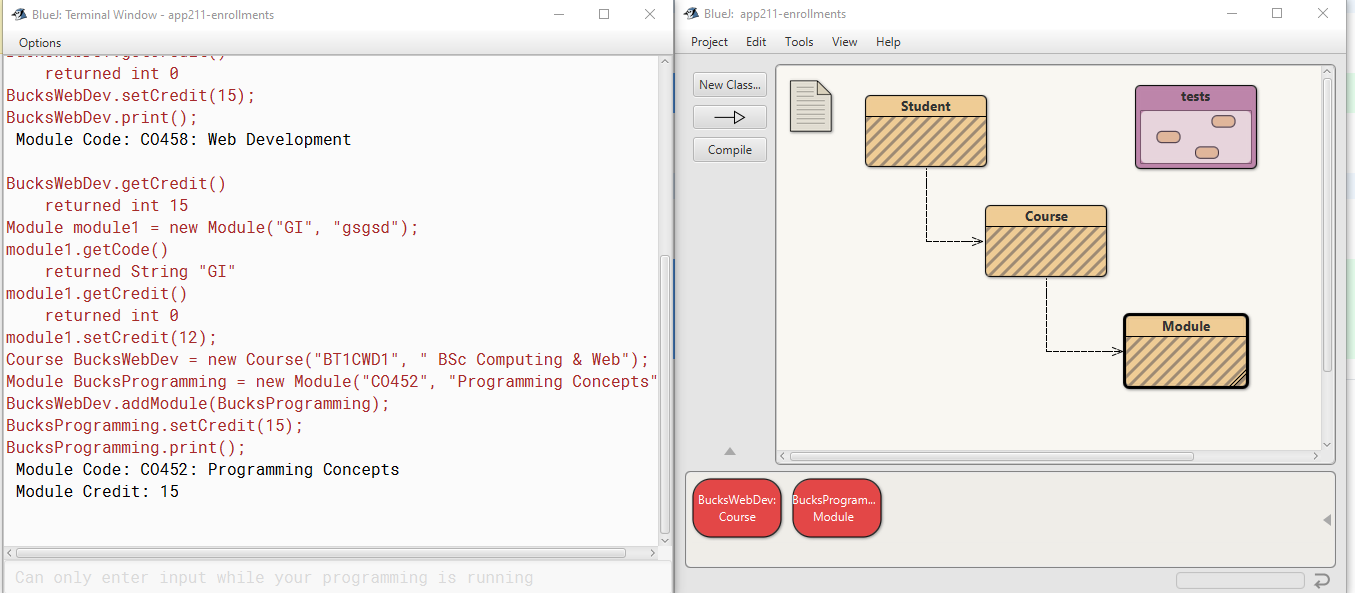 BlueJ: Terminal Window - app211-enrollments
Options
returned int 0
BucksWebDev.setCredit(15);
BucksWebDev.print();
Module Code: CO458: Web Development
BucksWebDev.getCredit()
returned int 15
Module module1 = new Module("GI", "gsgsd");
module1.getCode()
returned String "GI"
module1.getCredit()
returned int 0
module1.setCredit(12);
Course BucksWebDev = new Course("BT1CWD1", " BSc Computing & Web");
Module BucksProgramming = new Module("CO452", "Programming Concepts"
BucksWebDev.addModule(BucksProgramming);
BucksProgramming.setCredit(15);
BucksProgramming.print();
Module Code: CO452: Programming Concepts
Module Credit: 15
Can only enter input while your programming is running
BlueJ: app211-enrollments
Project Edit Tools View Help
New Class...
Compile
Student
tests
Course
Module
BucksWebDev:
Course
BucksProgram...
Module